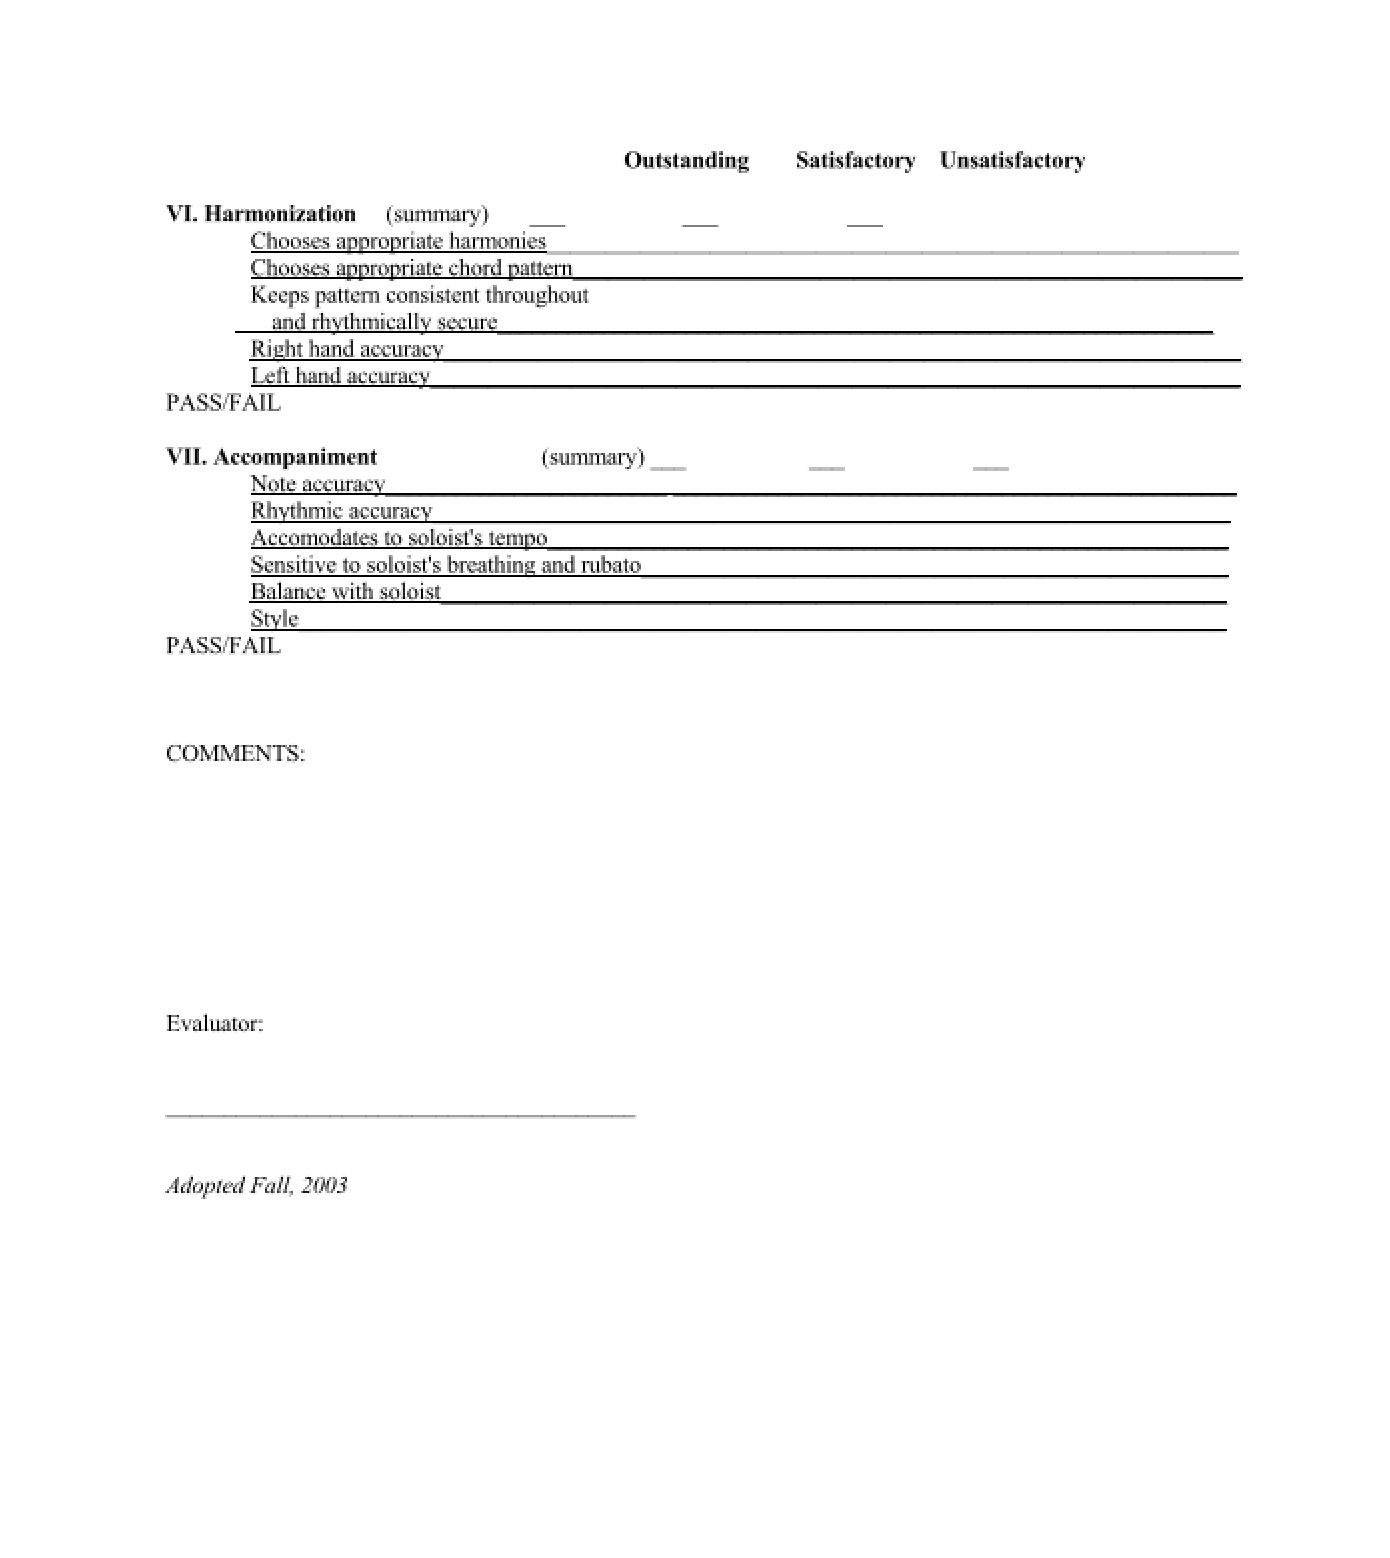 Outstanding Satisfactory Unsatisfactory
VI. Harmonization (summary) ___ ___ ___
Chooses appropriate harmonies
Chooses appropriate chord pattern
Keeps pattern consistent throughout
and rhythmically secure
Right hand accuracy
Left hand accuracy
PASS/FAIL
VII. Accompaniment (summary) ___ ___ ___
Note accuracy
Rhythmic accuracy
Accomodates to soloist's tempo
Sensitive to soloist's breathing and rubato
Balance with soloist
Style
PASS/FAIL
COMMENTS:
Evaluator:
Adopted Fall, 2003